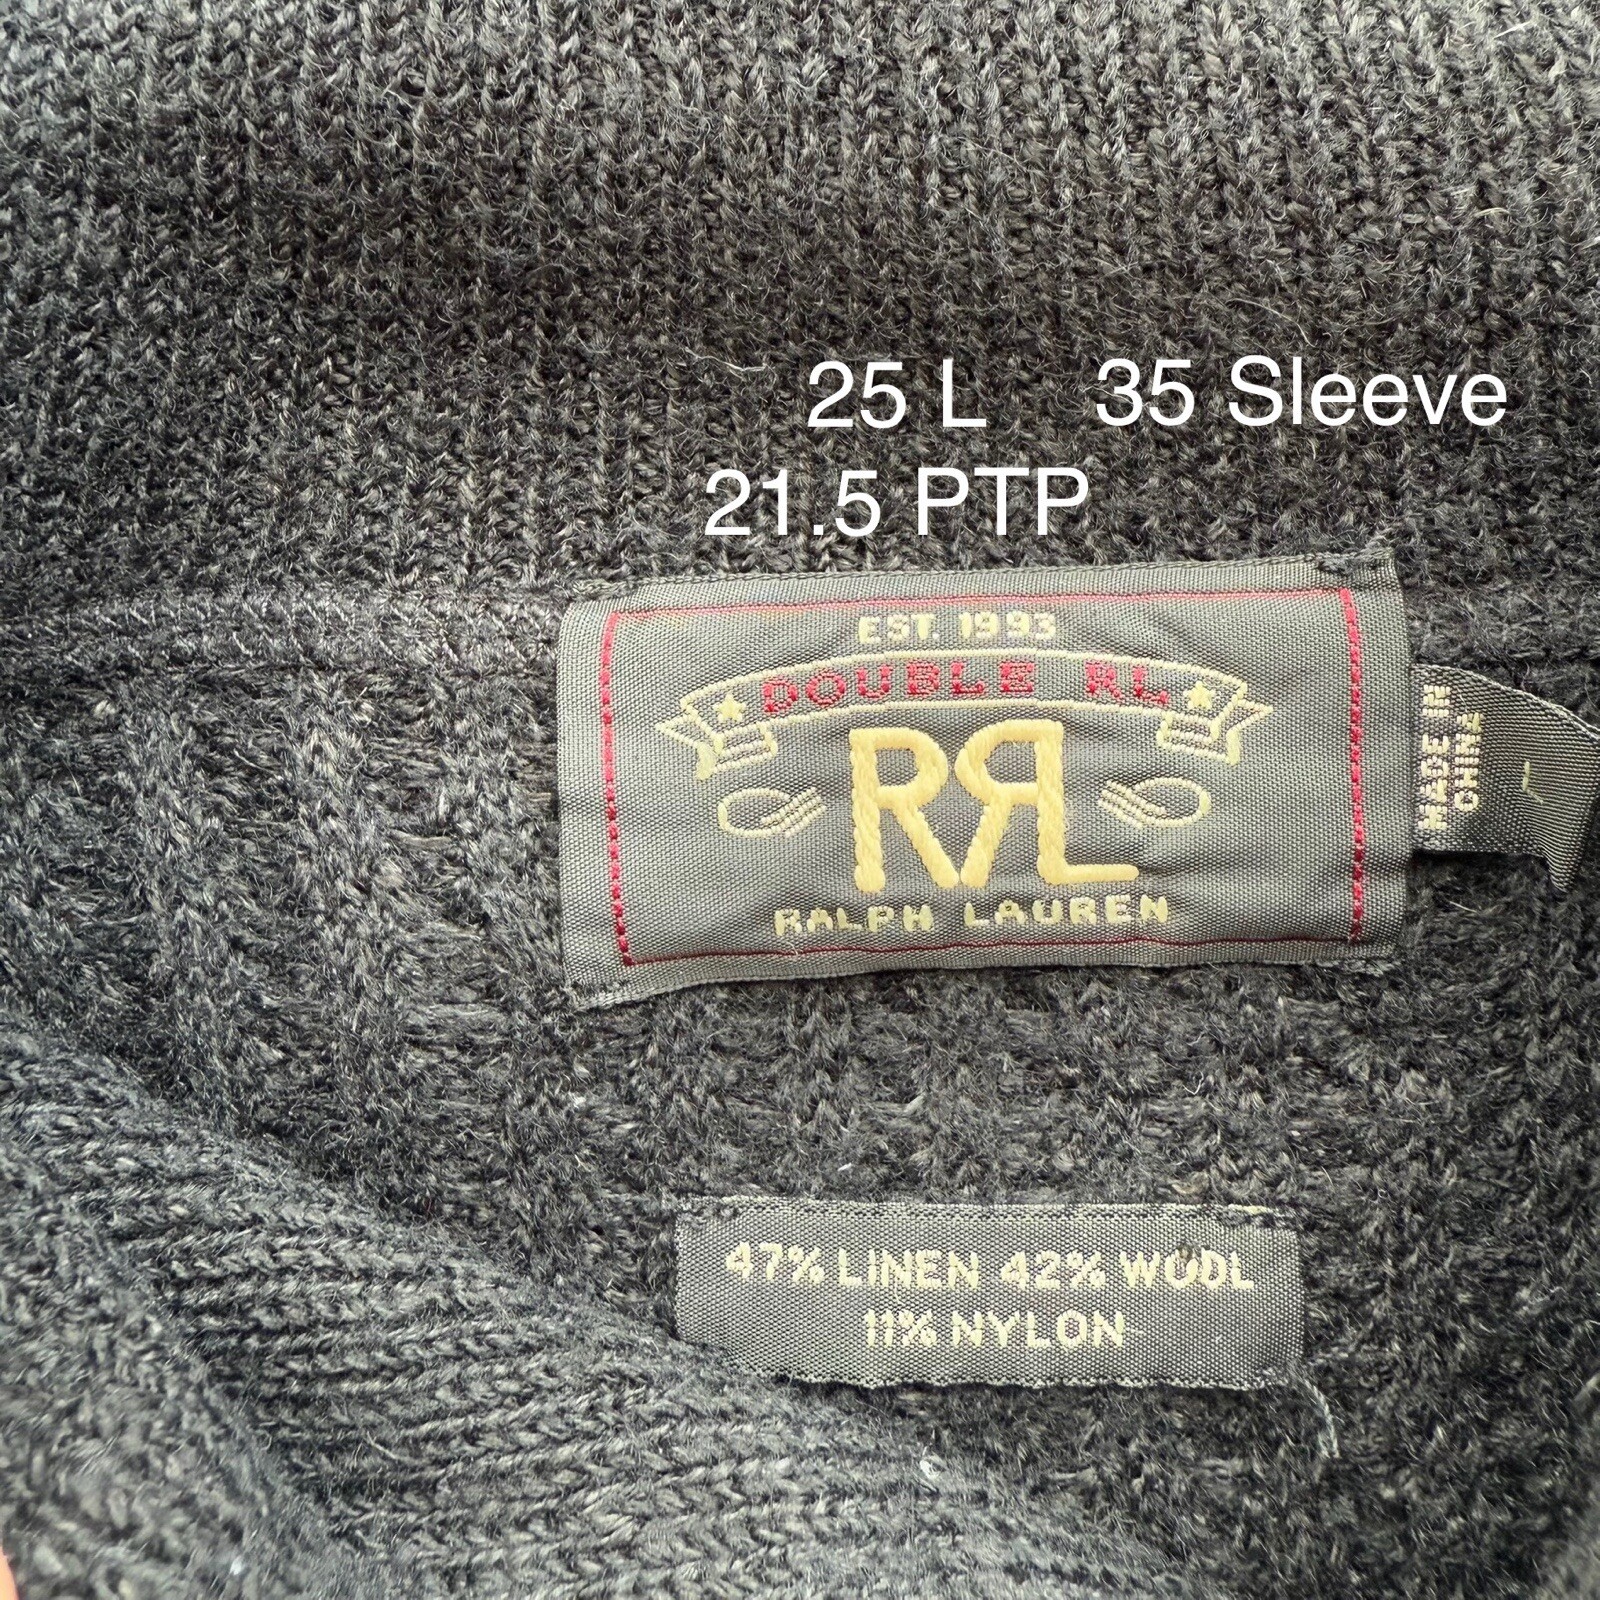 25 L 35 Sleeve
21.5 PTP
EST. 1993
DOUBLE RL
RRL
RALPH LAUREN
MADE IN
CHINE
47% LINEN 42% WOOL
11% NYLON